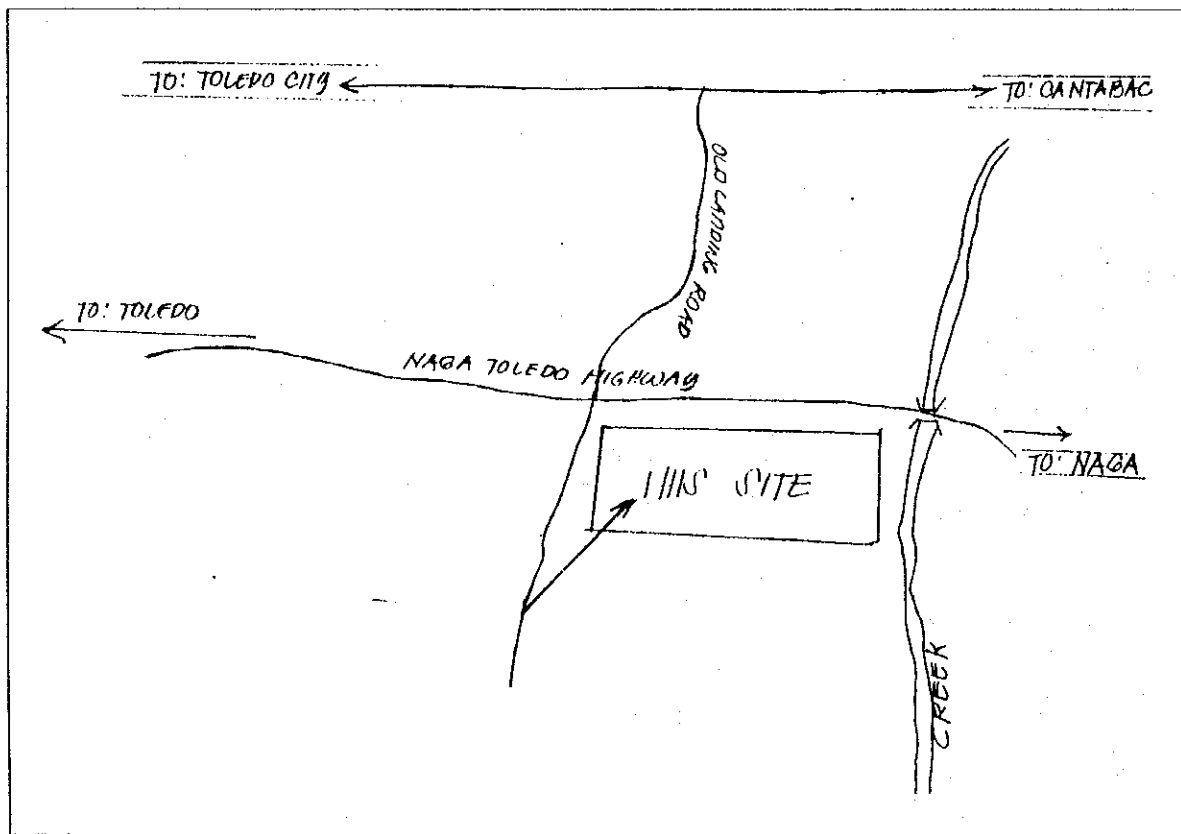 TO: TOLEDO CITY
TO: CANTABAC
OLD LANDING ROAD
TO: TOLEDO
NAGA TOLEDO HIGHWAY
TO: NAGA
THIS SITE
CREEK